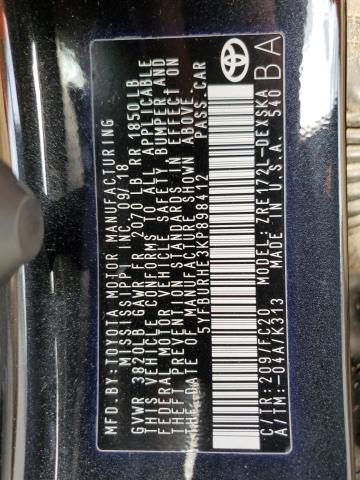 MFD.BY:TOYOTA MOTOR MANUFACTURING
MISSISSIPPI INC.09/18
GVWR 3820LB GAWR FR 2070LB RR 1850LB
THIS VEHICLE CONFORMS TO ALL APPLICABLE
FEDERAL MOTOR VEHICLE SAFETY, BUMPER, AND
THEFT PREVENTION STANDARDS IN EFFECT ON
THE DATE OF MANUFACTURE SHOWN ABOVE.
5YFBURHE3KP898412 PASS.CAR
C/TR:209/FC20 ZRE172L-DEXSKA
A/TM:-04A/K313 MADE IN U.S.A. 540
BA
TOYOTA